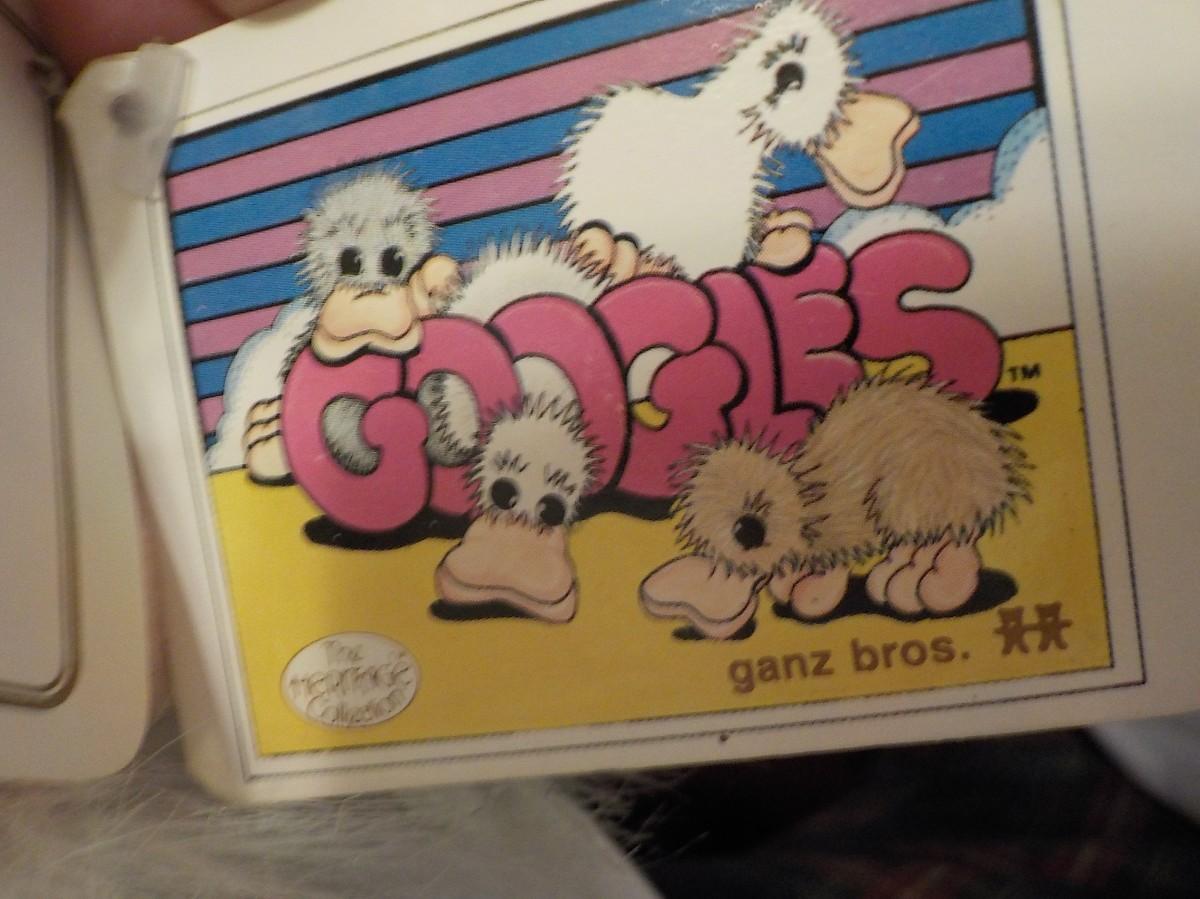 GOOGLES™
The
HERITAGE
Collection
ganz bros.